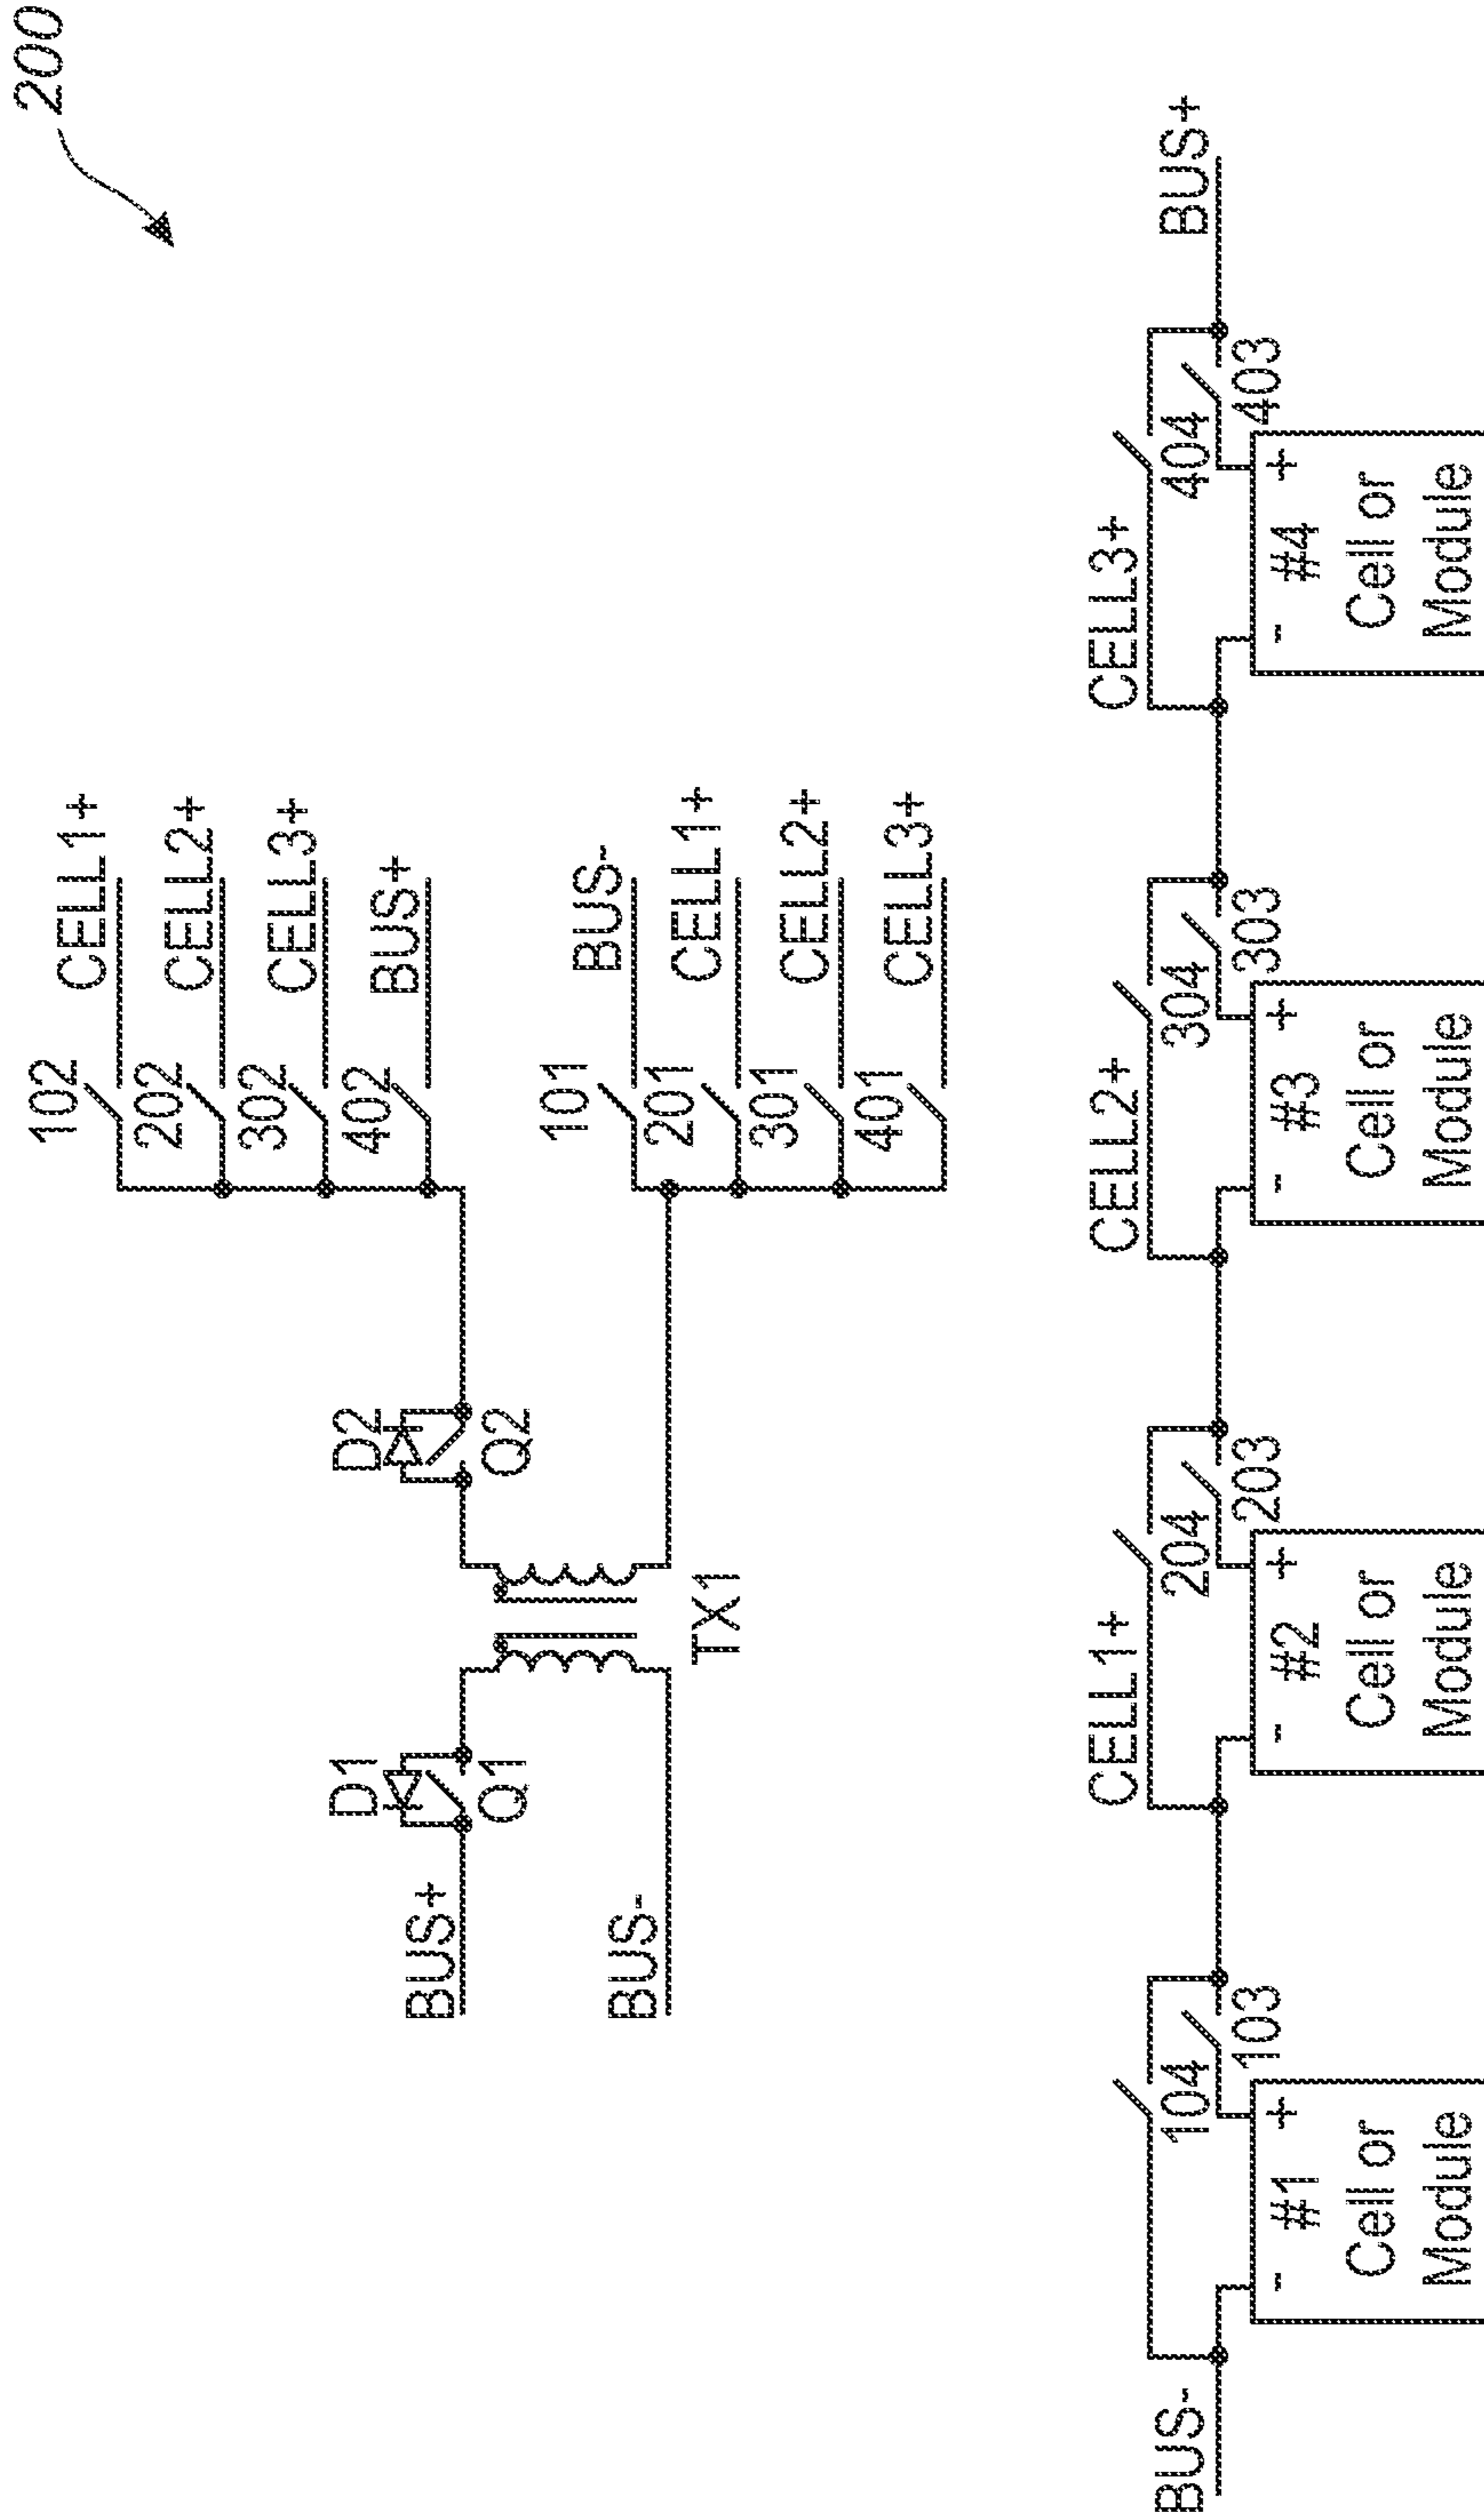 200
102 CELL1+
202 CELL2+
302 CELL3+
402 BUS+
D1
D2
BUS+
Q1
Q2
BUS-
TX1
101 BUS-
201 CELL1+
301 CELL2+
401 CELL3+
CELL1+
CELL2+
CELL3+
BUS-
104
204
304
404
BUS+
103
203
303
403
- #1 +
Cell or
Module
- #2 +
Cell or
Module
- #3 +
Cell or
Module
- #4 +
Cell or
Module